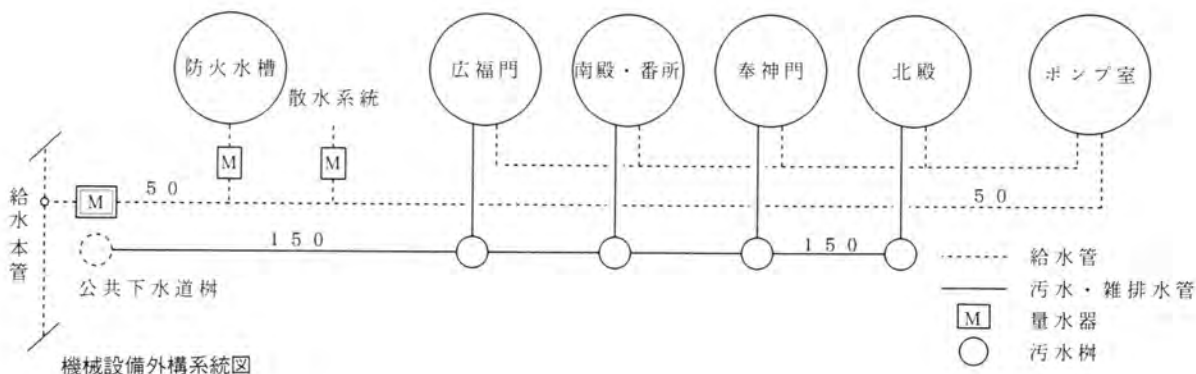 防火水槽
広福門
南殿・番所
奉神門
北殿
ポンプ室
散水系統
M
M
給水本管
M
50
50
150
150
公共下水道桝
給水管
汚水・雑排水管
M 量水器
汚水桝
機械設備外構系統図